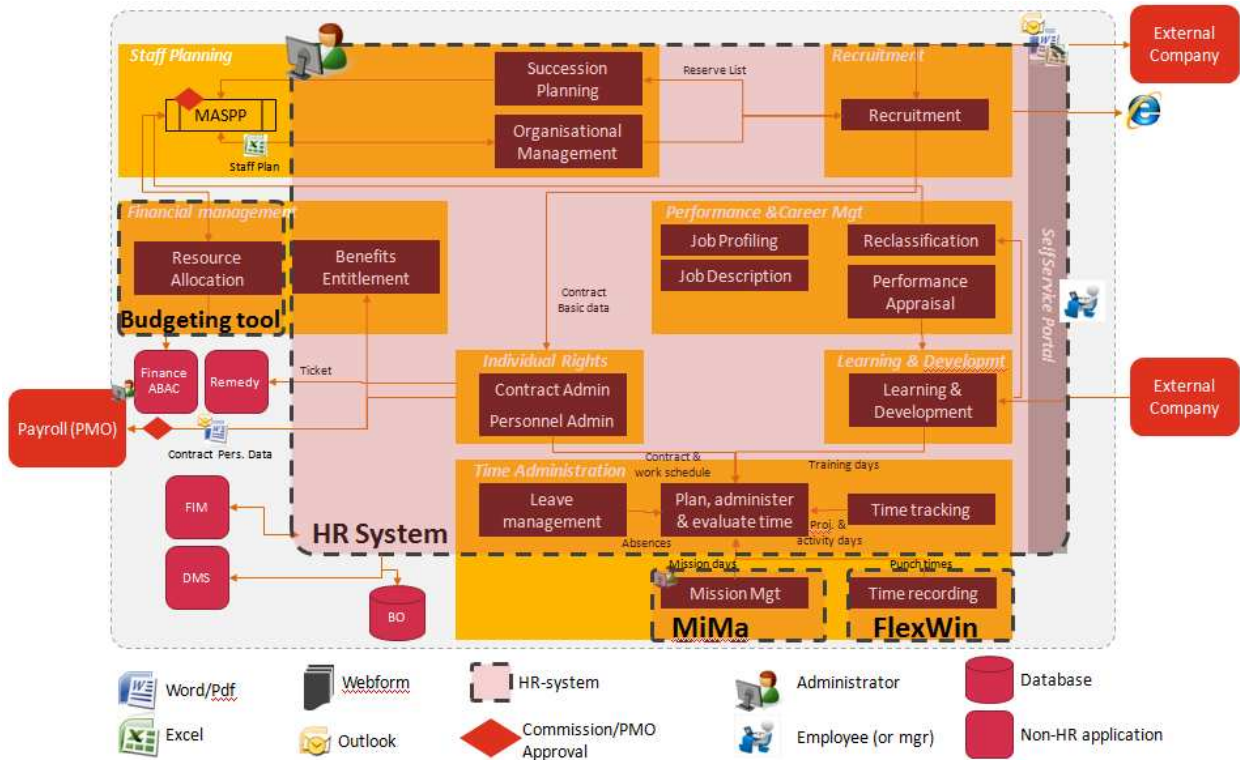 External
Company
Staff Planning
Recruitment
Succession
Planning
Reserve List
MASPP
Recruitment
Organisational
Management
Staff Plan
Financial management
Performance &Career Mgt
Resource
Allocation
Benefits
Entitlement
Job Profiling
Reclassification
Job Description
Performance
Appraisal
SelfService Portal
Contract
Basic data
Budgeting tool
Individual Rights
Learning & Developmt
Finance
ABAC
Remedy
Ticket
Contract Admin
Personnel Admin
Learning &
Development
External
Company
Payroll (PMO)
Contract Pers. Data
Contract &
work schedule
Training days
Time Administration
FIM
Leave
management
Plan, administer
& evaluate time
Time tracking
HR System
Absences
Proj. &
activity days
DMS
Mission days
Punch times
BO
Mission Mgt
Time recording
MiMa
FlexWin
Word/Pdf
Webform
HR-system
Administrator
Database
Excel
Outlook
Commission/PMO
Approval
Employee (or mgr)
Non-HR application